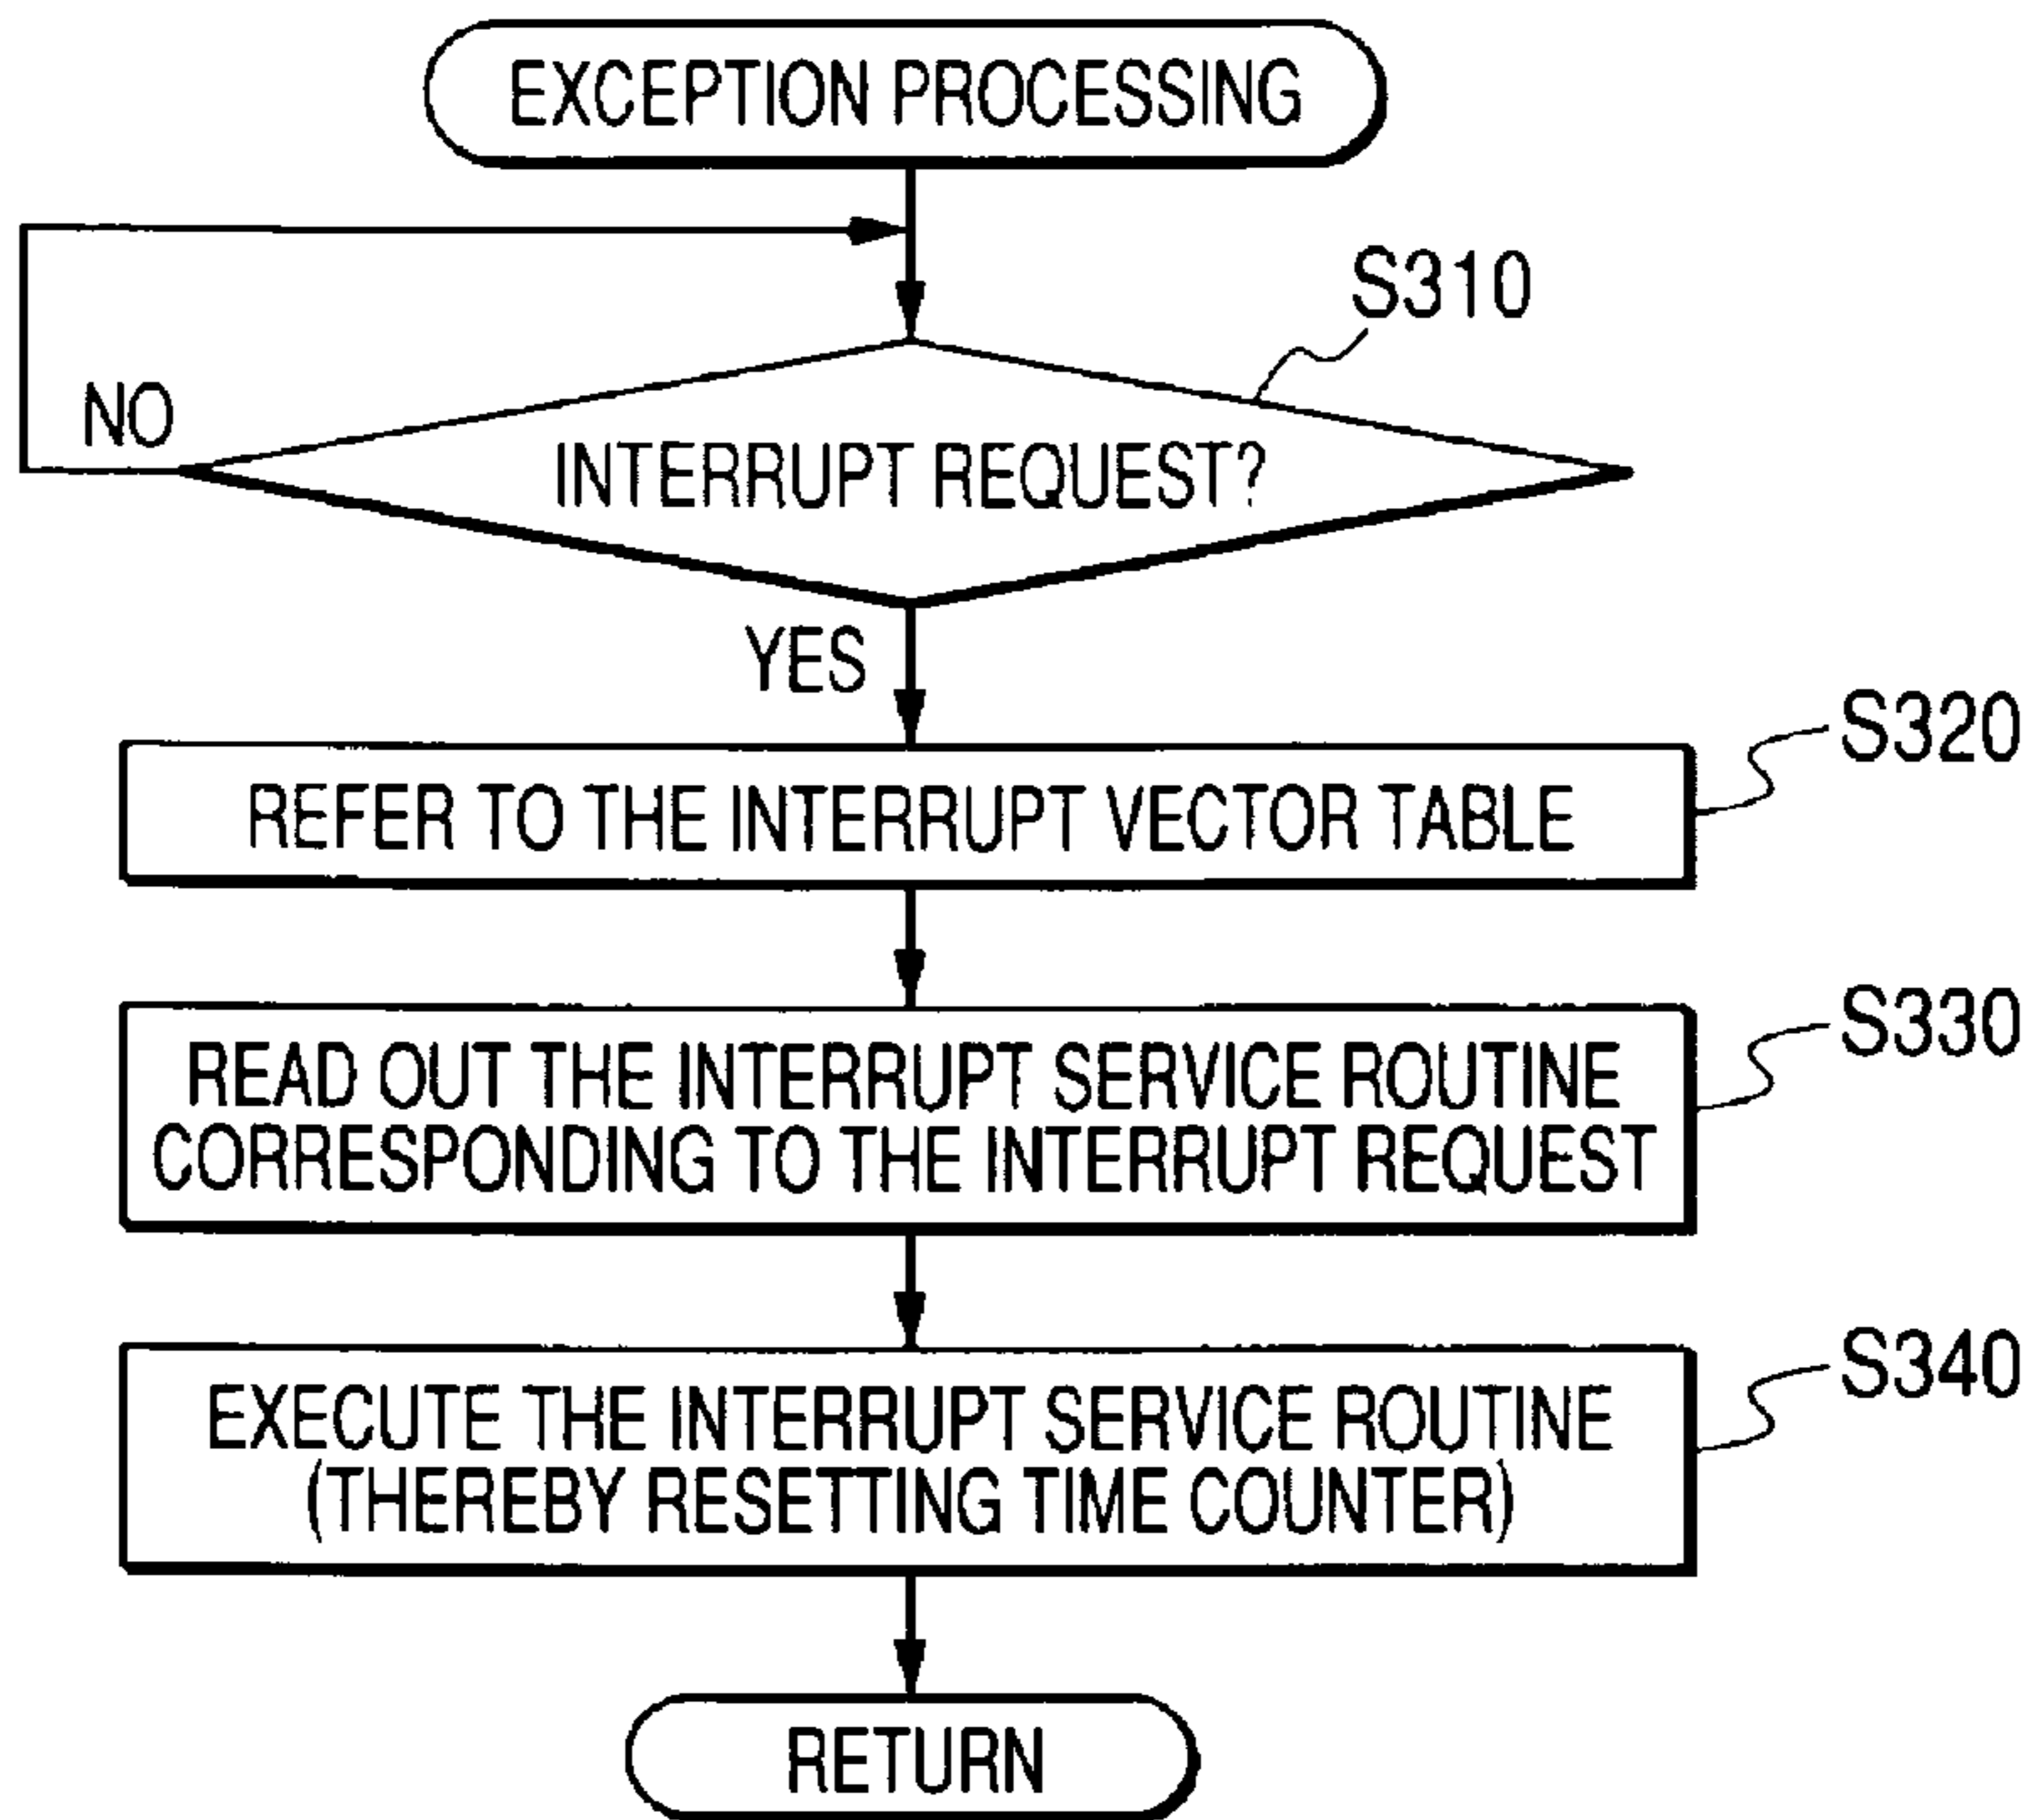 EXCEPTION PROCESSING
S310
NO
INTERRUPT REQUEST?
YES
S320
REFER TO THE INTERRUPT VECTOR TABLE
S330
READ OUT THE INTERRUPT SERVICE ROUTINE
CORRESPONDING TO THE INTERRUPT REQUEST
S340
EXECUTE THE INTERRUPT SERVICE ROUTINE
(THEREBY RESETTING TIME COUNTER)
RETURN